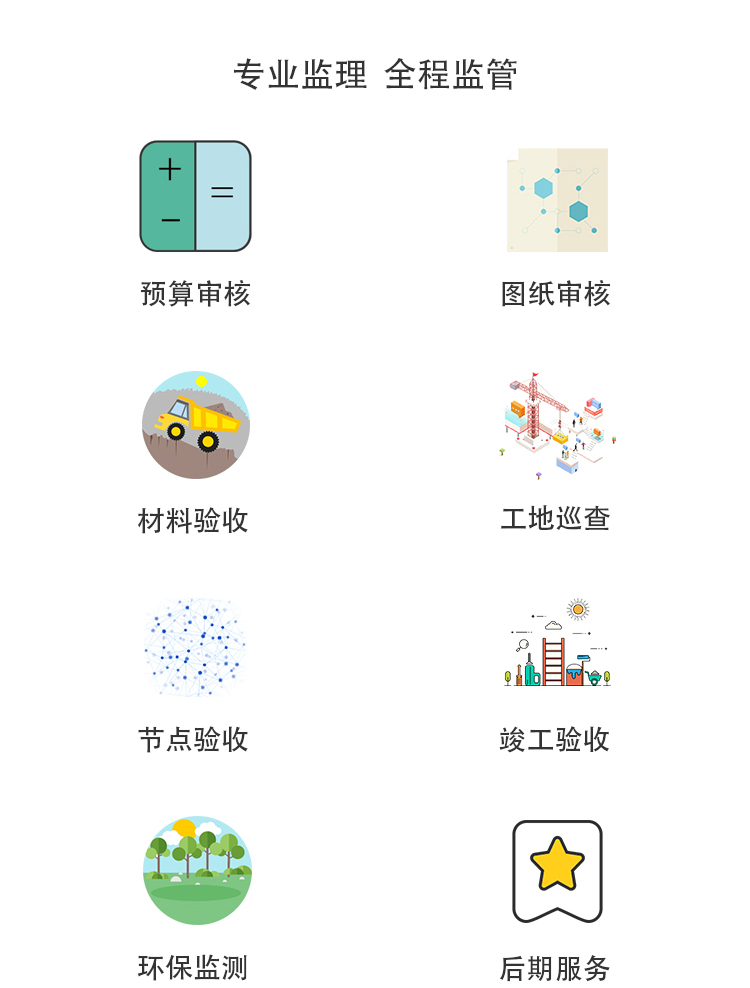 专业监理 全程监管
预算审核
图纸审核
材料验收
工地巡查
节点验收
竣工验收
环保监测
后期服务